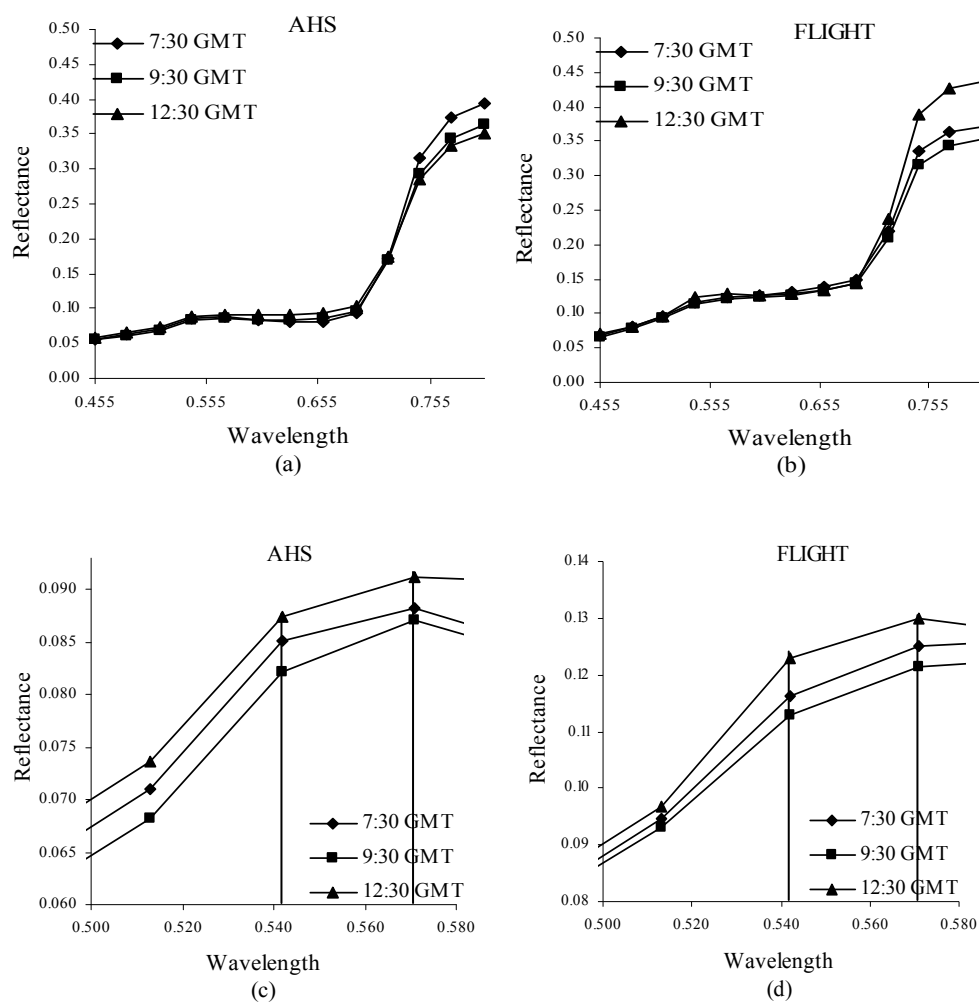 AHS
0.50
0.45
0.40
0.35
0.30
0.25
0.20
0.15
0.10
0.05
0.00
Reflectance
7:30 GMT
9:30 GMT
12:30 GMT
0.455
0.555
0.655
0.755
Wavelength
(a)
FLIGHT
0.50
0.45
0.40
0.35
0.30
0.25
0.20
0.15
0.10
0.05
0.00
Reflectance
7:30 GMT
9:30 GMT
12:30 GMT
0.455
0.555
0.655
0.755
Wavelength
(b)
AHS
0.090
0.085
0.080
0.075
0.070
0.065
0.060
Reflectance
7:30 GMT
9:30 GMT
12:30 GMT
0.500
0.520
0.540
0.560
0.580
Wavelength
(c)
FLIGHT
0.14
0.13
0.12
0.11
0.10
0.09
0.08
Reflectance
7:30 GMT
9:30 GMT
12:30 GMT
0.500
0.520
0.540
0.560
0.580
Wavelength
(d)